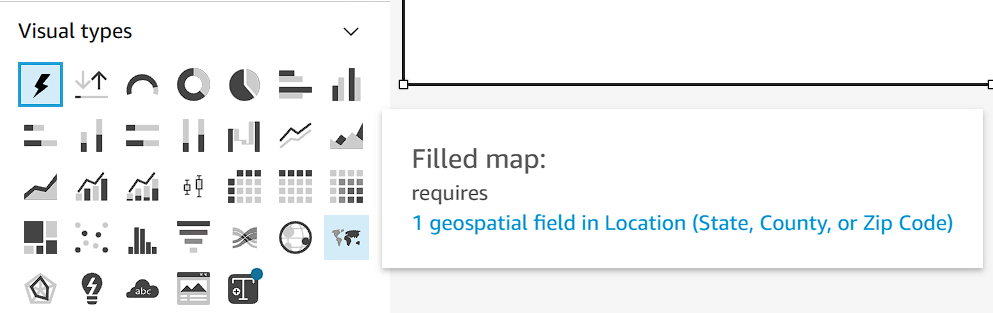 Visual types
Filled map:
requires
1 geospatial field in Location (State, County, or Zip Code)
abc
T